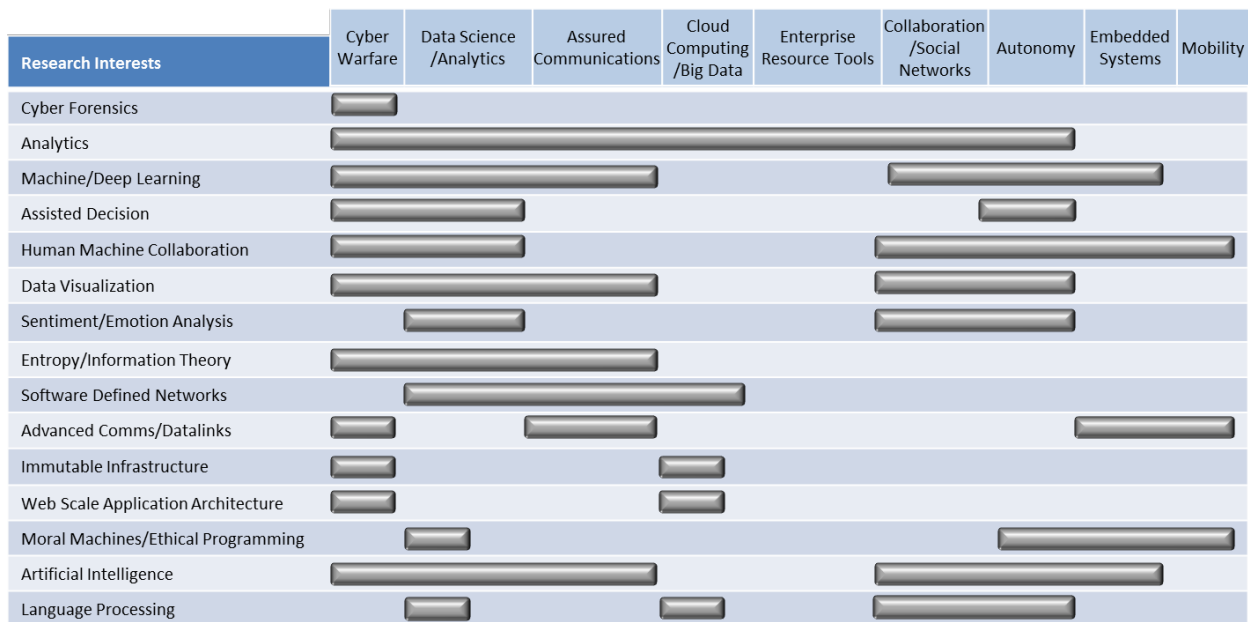 Research Interests
Cyber
Warfare
Data Science
/Analytics
Assured
Communications
Cloud
Computing
/Big Data
Enterprise
Resource Tools
Collaboration
/Social
Networks
Autonomy
Embedded
Systems
Mobility
Cyber Forensics
Analytics
Machine/Deep Learning
Assisted Decision
Human Machine Collaboration
Data Visualization
Sentiment/Emotion Analysis
Entropy/Information Theory
Software Defined Networks
Advanced Comms/Datalinks
Immutable Infrastructure
Web Scale Application Architecture
Moral Machines/Ethical Programming
Artificial Intelligence
Language Processing